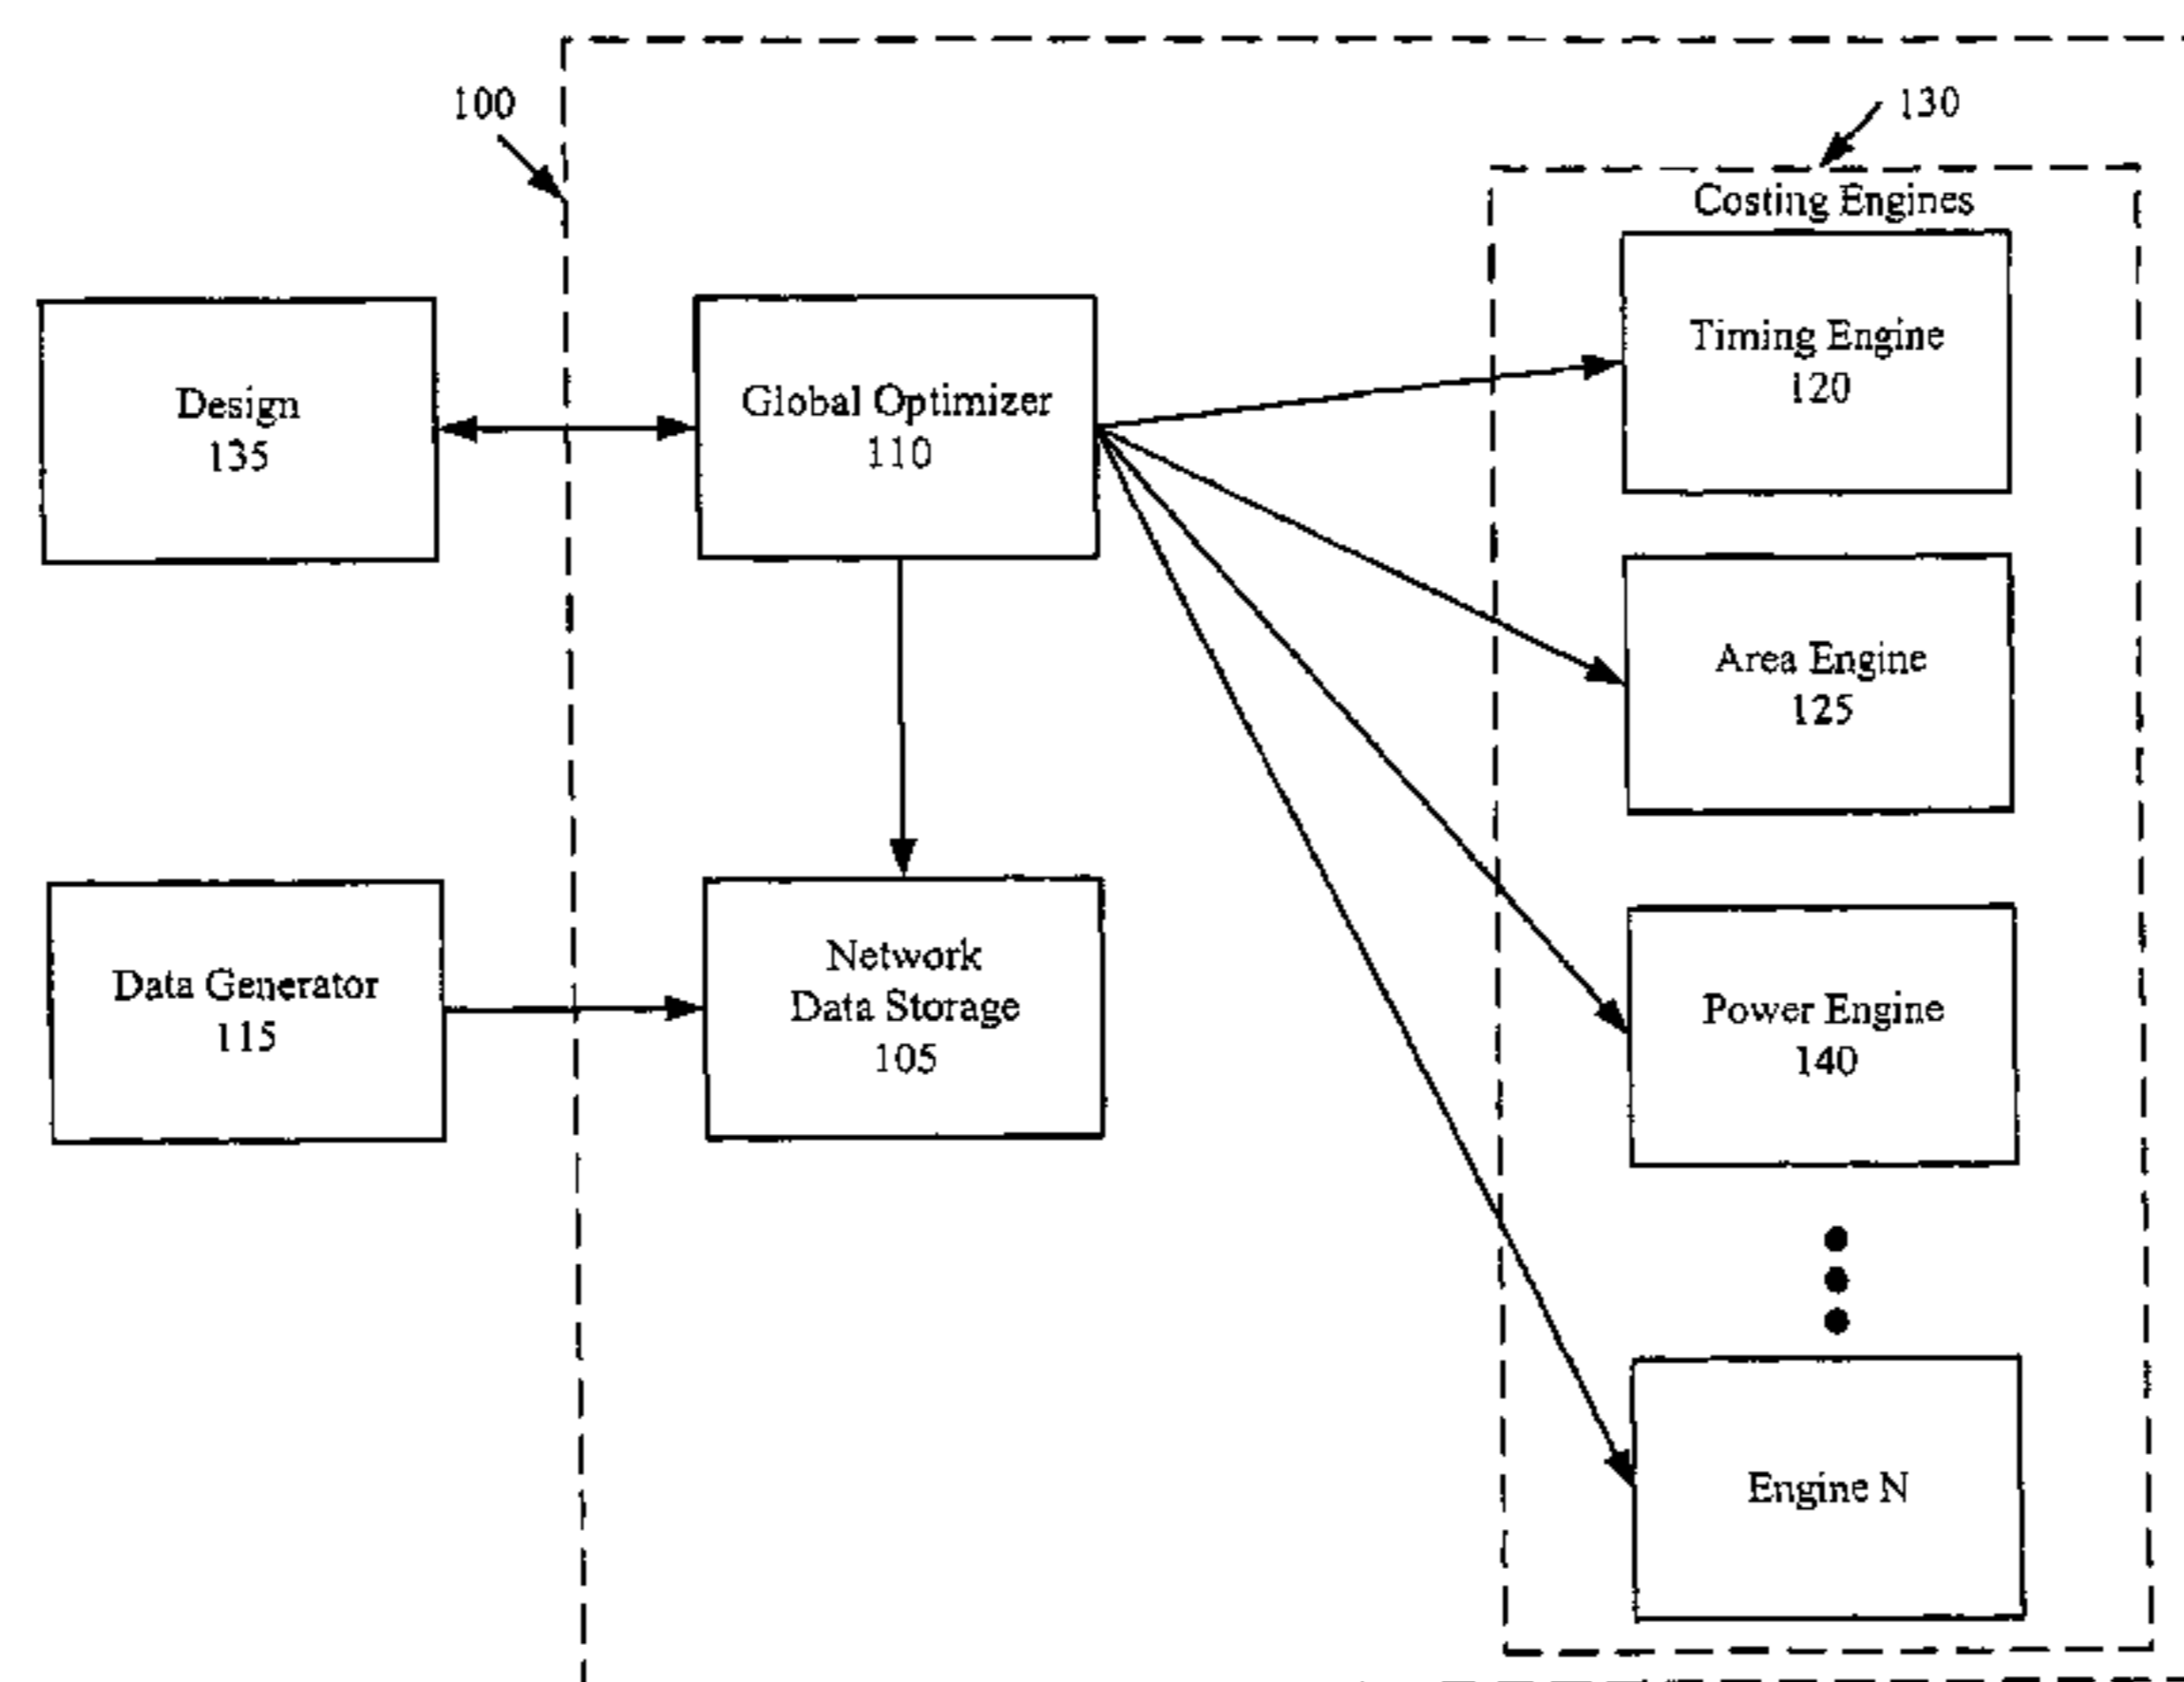 100
130
Costing Engines
Timing Engine
120
Design
135
Global Optimizer
110
Area Engine
125
Data Generator
115
Network
Data Storage
105
Power Engine
140
Engine N